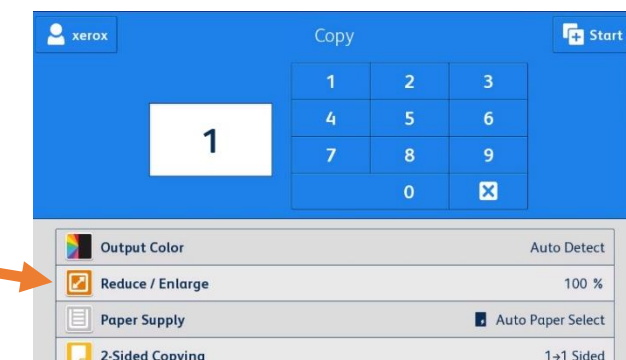 xerox Copy Start
1 2 3
4 5 6
1
7 8 9
0
Output Color Auto Detect
Reduce / Enlarge 100 %
Paper Supply Auto Paper Select
2-Sided Copying 1→1 Sided